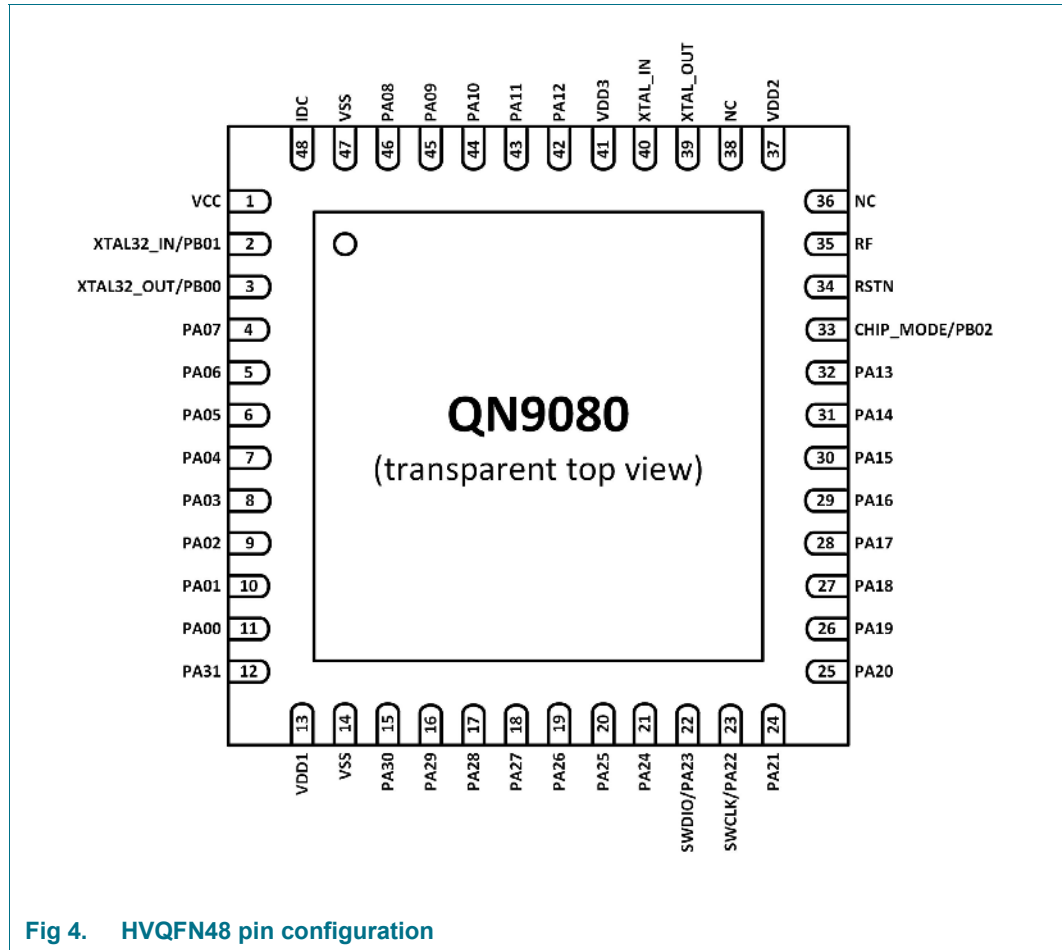 IDC
VSS
PA08
PA09
PA10
PA11
PA12
VDD3
XTAL_IN
XTAL_OUT
NC
VDD2
48
47
46
45
44
43
42
41
40
39
38
37
VCC 1
36 NC
XTAL32_IN/PB01 2
35 RF
XTAL32_OUT/PB00 3
34 RSTN
PA07 4
33 CHIP_MODE/PB02
PA06 5
32 PA13
PA05 6
31 PA14
PA04 7
30 PA15
PA03 8
29 PA16
PA02 9
28 PA17
PA01 10
27 PA18
PA00 11
26 PA19
PA31 12
25 PA20
QN9080
(transparent top view)
13
14
15
16
17
18
19
20
21
22
23
24
VDD1
VSS
PA30
PA29
PA28
PA27
PA26
PA25
PA24
SWDIO/PA23
SWCLK/PA22
PA21
Fig 4. HVQFN48 pin configuration